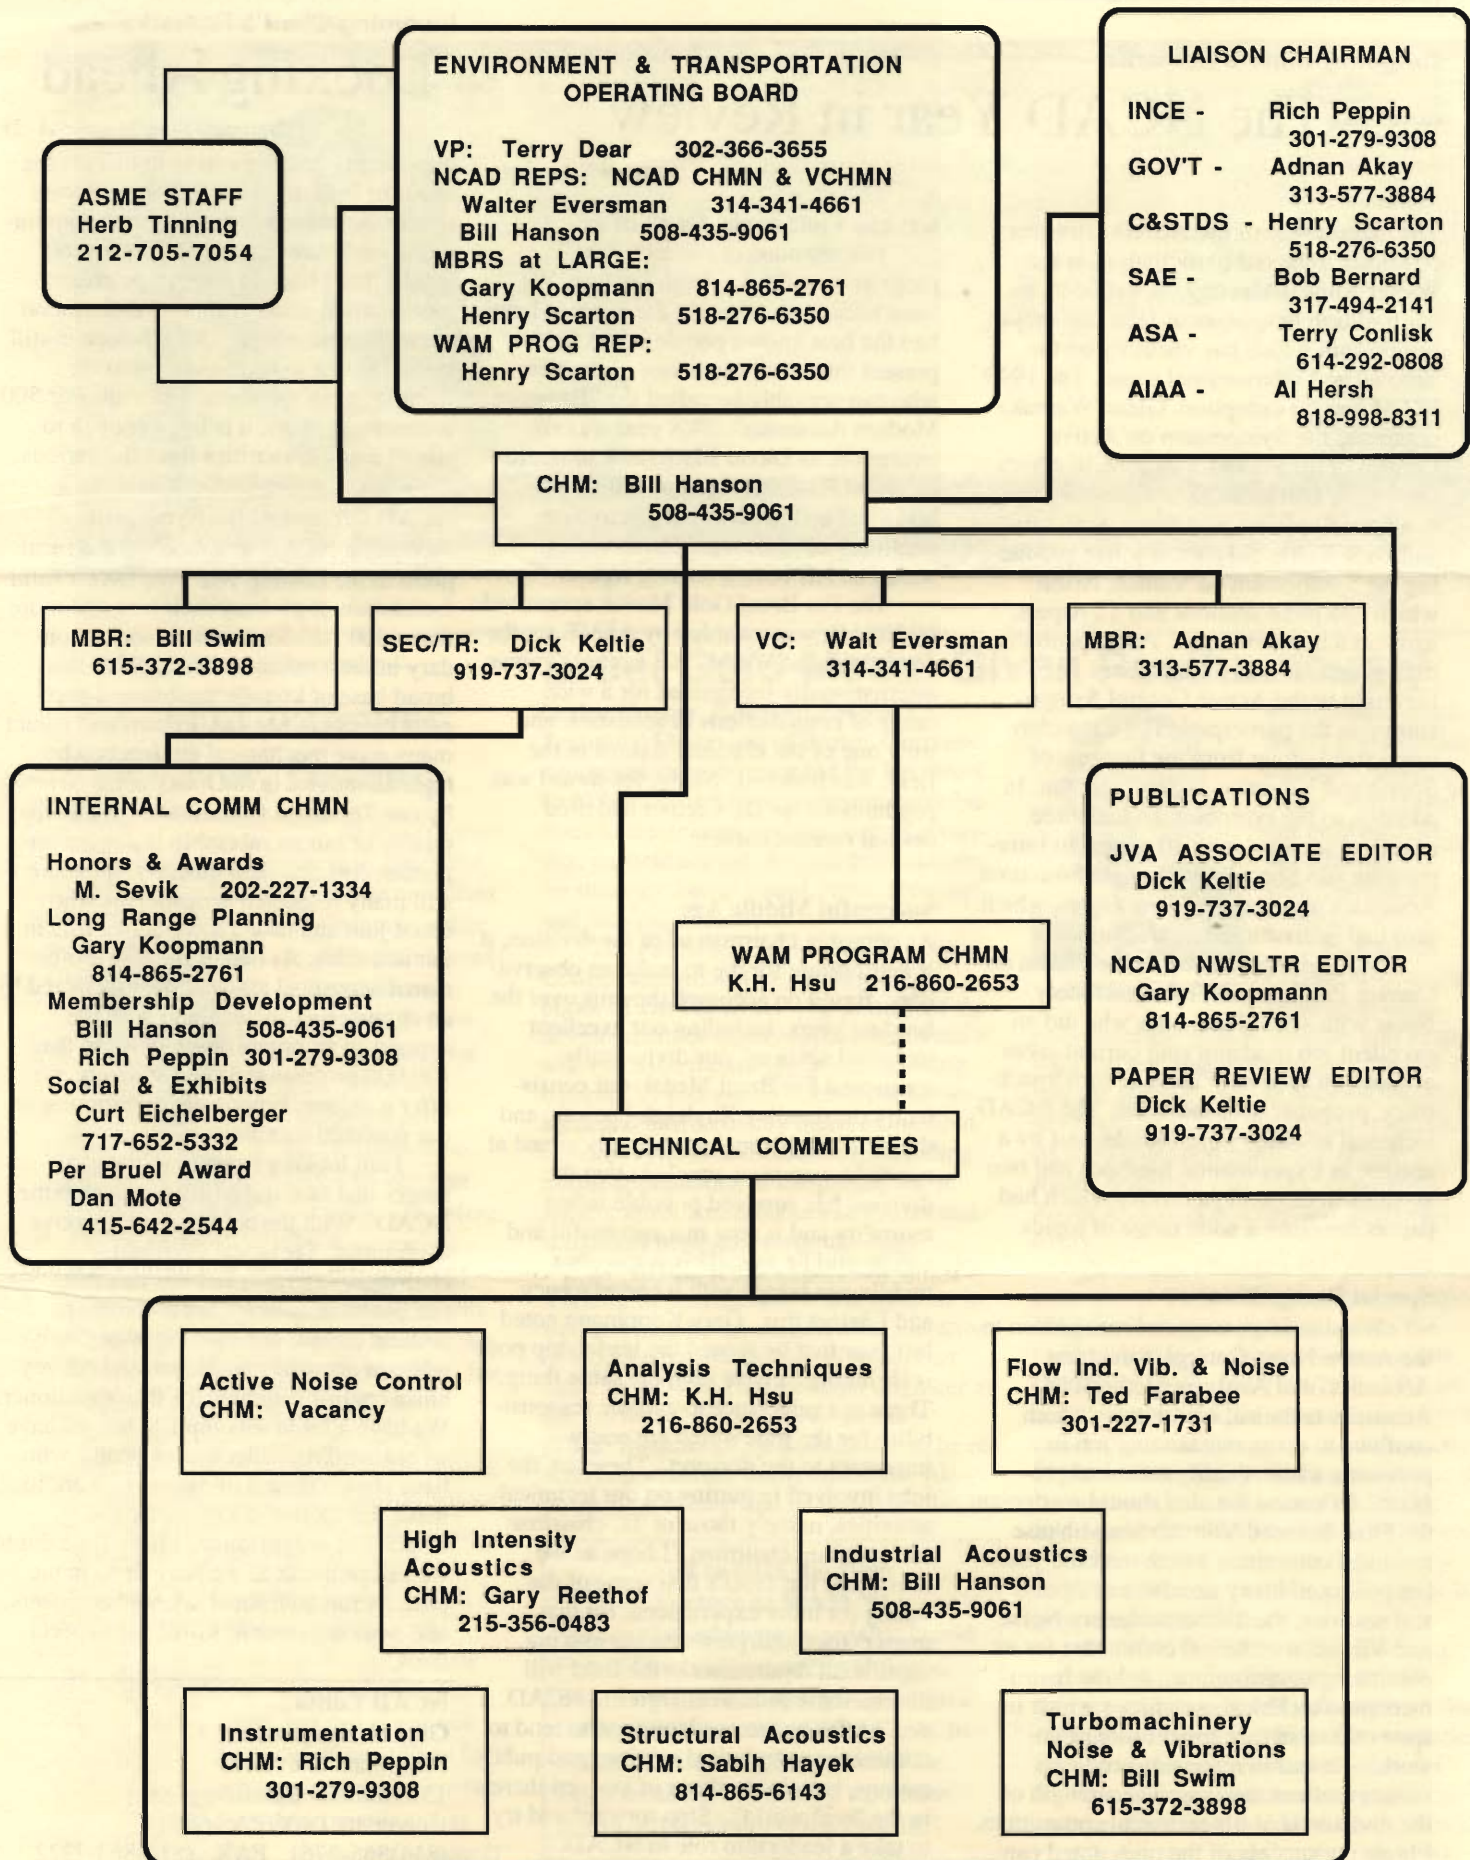 ENVIRONMENT & TRANSPORTATION
OPERATING BOARD
VP: Terry Dear 302-366-3655
NCAD REPS: NCAD CHMN & VCHMN
Walter Eversman 314-341-4661
Bill Hanson 508-435-9061
MBRS at LARGE:
Gary Koopmann 814-865-2761
Henry Scarton 518-276-6350
WAM PROG REP:
Henry Scarton 518-276-6350
ASME STAFF
Herb Tinning
212-705-7054
LIAISON CHAIRMAN
INCE - Rich Peppin
301-279-9308
GOV'T - Adnan Akay
313-577-3884
C&STDS - Henry Scarton
518-276-6350
SAE - Bob Bernard
317-494-2141
ASA - Terry Conlisk
614-292-0808
AIAA - Al Hersh
818-998-8311
CHM: Bill Hanson
508-435-9061
MBR: Bill Swim
615-372-3898
SEC/TR: Dick Keltie
919-737-3024
VC: Walt Eversman
314-341-4661
MBR: Adnan Akay
313-577-3884
INTERNAL COMM CHMN
Honors & Awards
M. Sevik 202-227-1334
Long Range Planning
Gary Koopmann
814-865-2761
Membership Development
Bill Hanson 508-435-9061
Rich Peppin 301-279-9308
Social & Exhibits
Curt Eichelberger
717-652-5332
Per Bruel Award
Dan Mote
415-642-2544
PUBLICATIONS
JVA ASSOCIATE EDITOR
Dick Keltie
919-737-3024
NCAD NWSLTR EDITOR
Gary Koopmann
814-865-2761
PAPER REVIEW EDITOR
Dick Keltie
919-737-3024
WAM PROGRAM CHMN
K.H. Hsu 216-860-2653
TECHNICAL COMMITTEES
Active Noise Control
CHM: Vacancy
Analysis Techniques
CHM: K.H. Hsu
216-860-2653
Flow Ind. Vib. & Noise
CHM: Ted Farabee
301-227-1731
High Intensity
Acoustics
CHM: Gary Reethof
215-356-0483
Industrial Acoustics
CHM: Bill Hanson
508-435-9061
Instrumentation
CHM: Rich Peppin
301-279-9308
Structural Acoustics
CHM: Sabih Hayek
814-865-6143
Turbomachinery
Noise & Vibrations
CHM: Bill Swim
615-372-3898